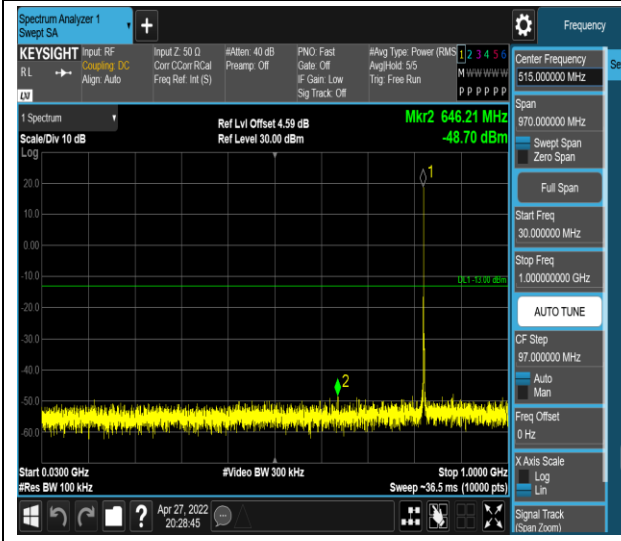 Spectrum Analyzer 1
Swept SA
Frequency
KEYSIGHT
RL
LXI
Input: RF
Coupling: DC
Align: Auto
Input Z: 50 Ω
Corr CCorr RCal
Freq Ref: Int (S)
#Atten: 40 dB
Preamp: Off
PNO: Fast
Gate: Off
IF Gain: Low
Sig Track: Off
#Avg Type: Power (RMS
Avg|Hold: 5/5
Trig: Free Run
1 2 3 4 5 6
M W W W W W
P P P P P P
1 Spectrum
Scale/Div 10 dB
Log
Ref Lvl Offset 4.59 dB
Ref Level 30.00 dBm
Mkr2 646.21 MHz
-48.70 dBm
1
20.0
10.0
0.00
-10.0
DL1 -13.00 dBm
-20.0
-30.0
-40.0
2
-50.0
-60.0
Start 0.0300 GHz
#Res BW 100 kHz
#Video BW 300 kHz
Stop 1.0000 GHz
Sweep ~36.5 ms (10000 pts)
Apr 27, 2022
20:28:45
Center Frequency
515.000000 MHz
Se
Span
970.000000 MHz
Swept Span
Zero Span
Full Span
Start Freq
30.000000 MHz
Stop Freq
1.000000000 GHz
AUTO TUNE
CF Step
97.000000 MHz
Auto
Man
Freq Offset
0 Hz
X Axis Scale
Log
Lin
Signal Track
(Span Zoom)